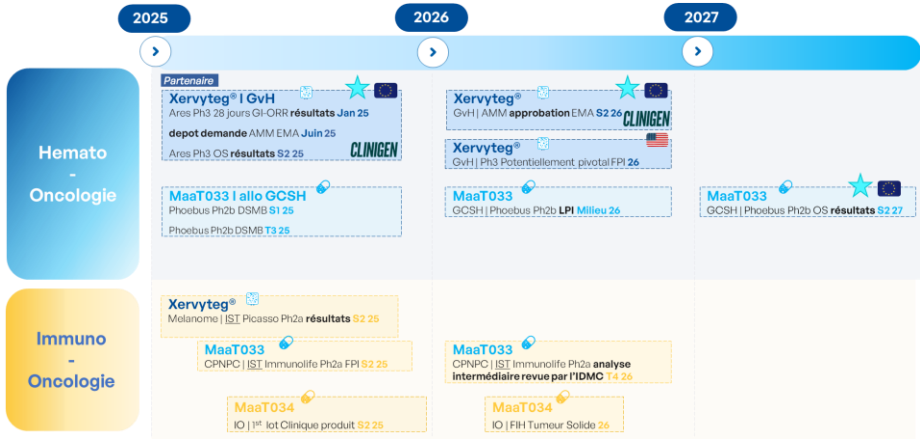 2025
2026
2027
Hemato
-
Oncologie
Partenaire
Xervyteg® | GvH
Ares Ph3 28 jours GI-ORR résultats Jan 25
depot demande AMM EMA Juin 25
Ares Ph3 OS résultats S2 25
CLINIGEN
MaaT033 | allo GCSH
Phoebus Ph2b DSMB S1 25
Phoebus Ph2b DSMB T3 25
Xervyteg®
GvH | AMM approbation EMA S2 26
CLINIGEN
Xervyteg®
GvH | Ph3 Potentiellement pivotal FPI 26
MaaT033
GCSH | Phoebus Ph2b LPI Milieu 26
MaaT033
GCSH | Phoebus Ph2b OS résultats S2 27
Immuno
-
Oncologie
Xervyteg®
Melanome | IST Picasso Ph2a résultats S2 25
MaaT033
CPNPC | IST Immunolife Ph2a FPI S2 25
MaaT034
IO | 1st lot Clinique produit S2 25
MaaT033
CPNPC | IST Immunolife Ph2a analyse
intermédiaire revue par l'IDMC T4 26
MaaT034
IO | FIH Tumeur Solide 26